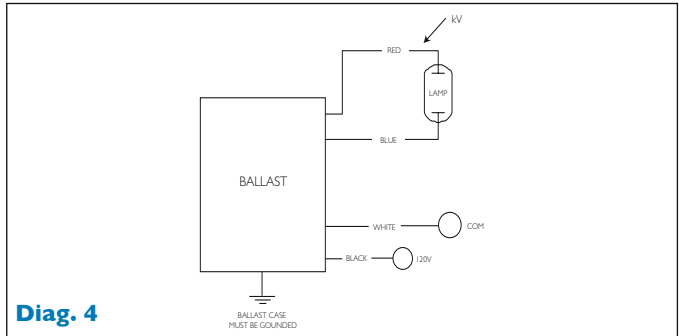 kV
RED
LAMP
BLUE
BALLAST
WHITE
COM
BLACK
120V
BALLAST CASE
MUST BE GOUNDED
Diag. 4